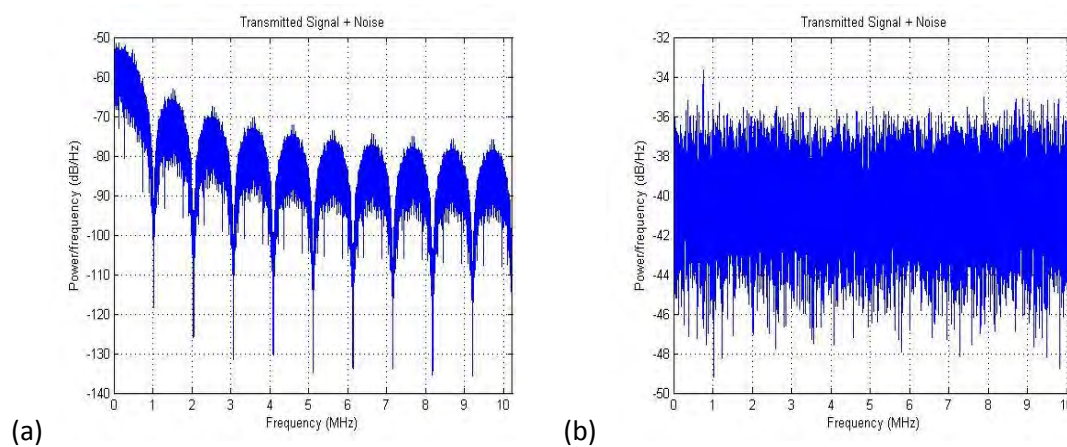 Transmitted Signal + Noise
-50
-60
-70
-80
-90
-100
-110
-120
-130
-140
Power/frequency (dB/Hz)
0 1 2 3 4 5 6 7 8 9 10
Frequency (MHz)
(a)
Transmitted Signal + Noise
-32
-34
-36
-38
-40
-42
-44
-46
-48
-50
Power/frequency (dB/Hz)
0 1 2 3 4 5 6 7 8 9 10
Frequency (MHz)
(b)